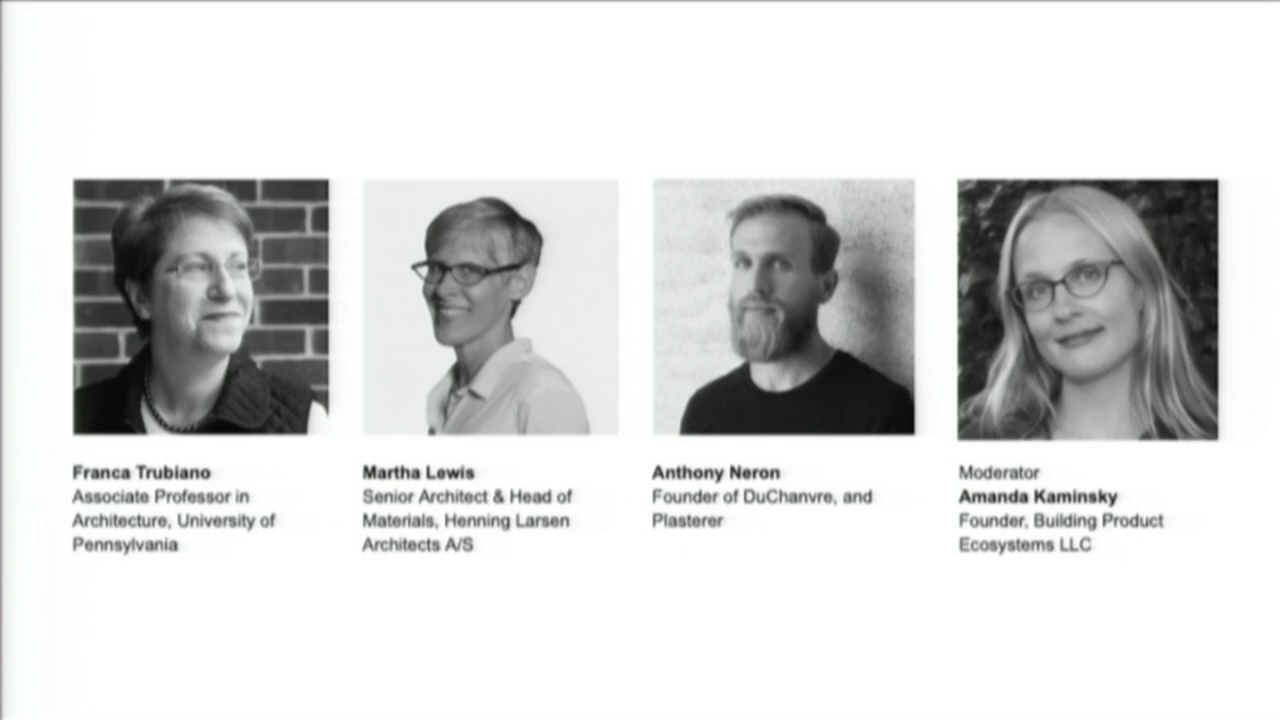 Franca Trubiano
Associate Professor in
Architecture, University of
Pennsylvania
Martha Lewis
Senior Architect & Head of
Materials, Henning Larsen
Architects A/S
Anthony Neron
Founder of DuChanvre, and
Plasterer
Moderator
Amanda Kaminsky
Founder, Building Product
Ecosystems LLC